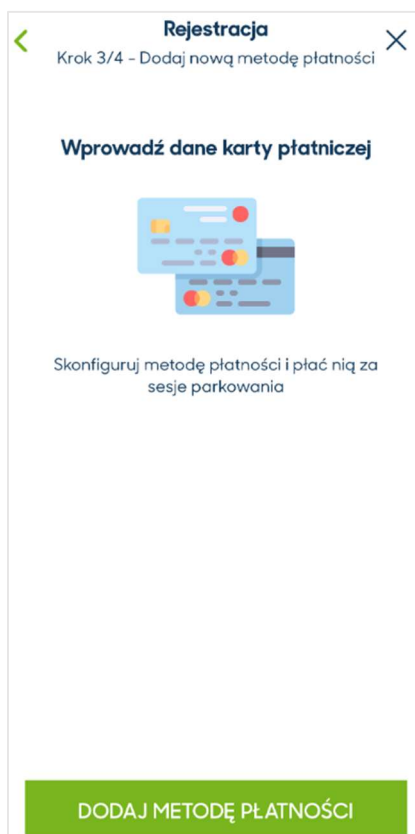 Rejestracja
Krok 3/4 - Dodaj nową metodę płatności
Wprowadź dane karty płatniczej
Skonfiguruj metodę płatności i płać nią za
sesje parkowania
DODAJ METODĘ PŁATNOŚCI